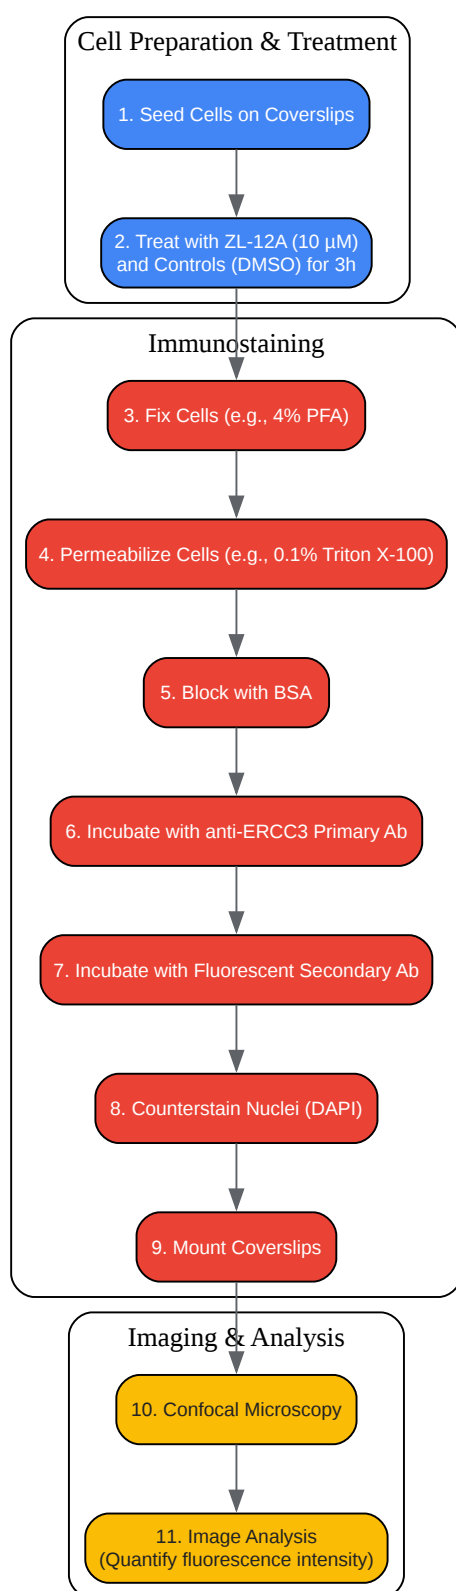 Cell Preparation & Treatment
1. Seed Cells on Coverslips
2. Treat with ZL-12A (10 µM)
and Controls (DMSO) for 3h
Immunostaining
3. Fix Cells (e.g., 4% PFA)
4. Permeabilize Cells (e.g., 0.1% Triton X-100)
5. Block with BSA
6. Incubate with anti-ERCC3 Primary Ab
7. Incubate with Fluorescent Secondary Ab
8. Counterstain Nuclei (DAPI)
9. Mount Coverslips
Imaging & Analysis
10. Confocal Microscopy
11. Image Analysis
(Quantify fluorescence intensity)